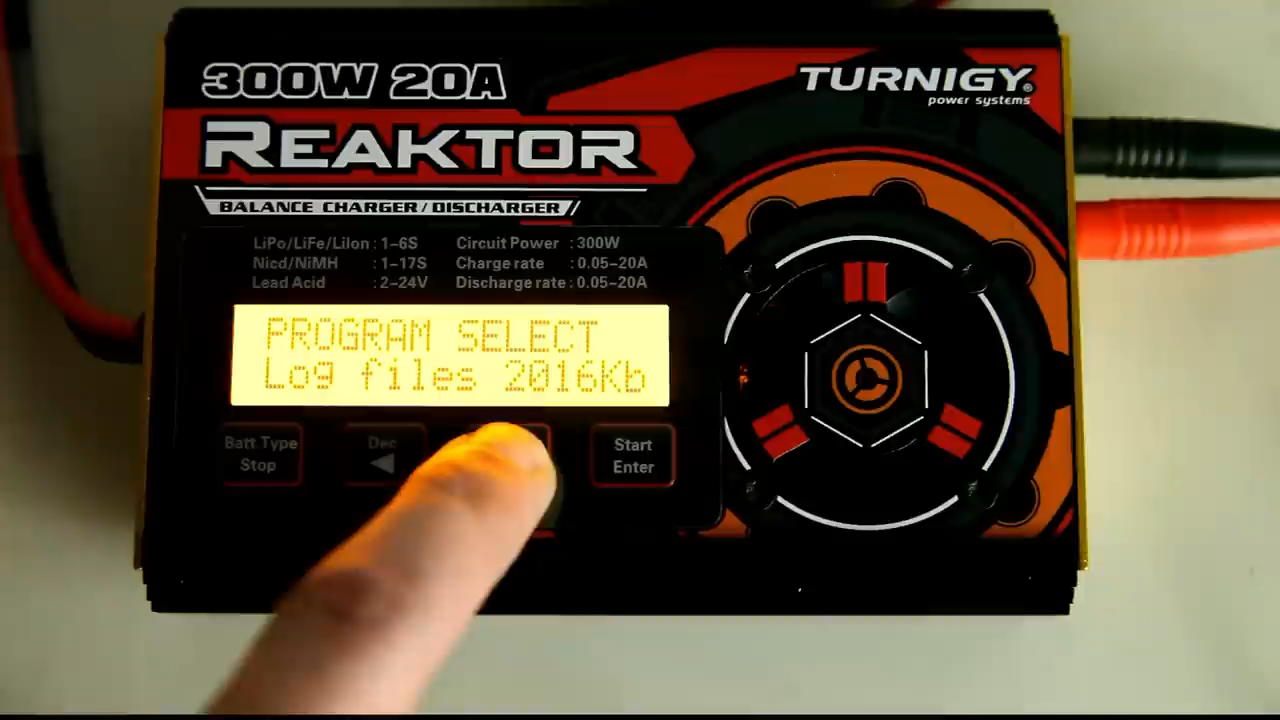 300W 20A
TURNIGY®
power systems
REAKTOR
BALANCE CHARGER/DISCHARGER
LiPo/LiFe/LiIon : 1-6S Circuit Power : 300W
Nicd/NiMH : 1-17S Charge rate : 0.05-20A
Lead Acid : 2-24V Discharge rate : 0.05-20A
PROGRAM SELECT
Log files 2016Kb
Batt Type
Stop
Dec
◀
Start
Enter